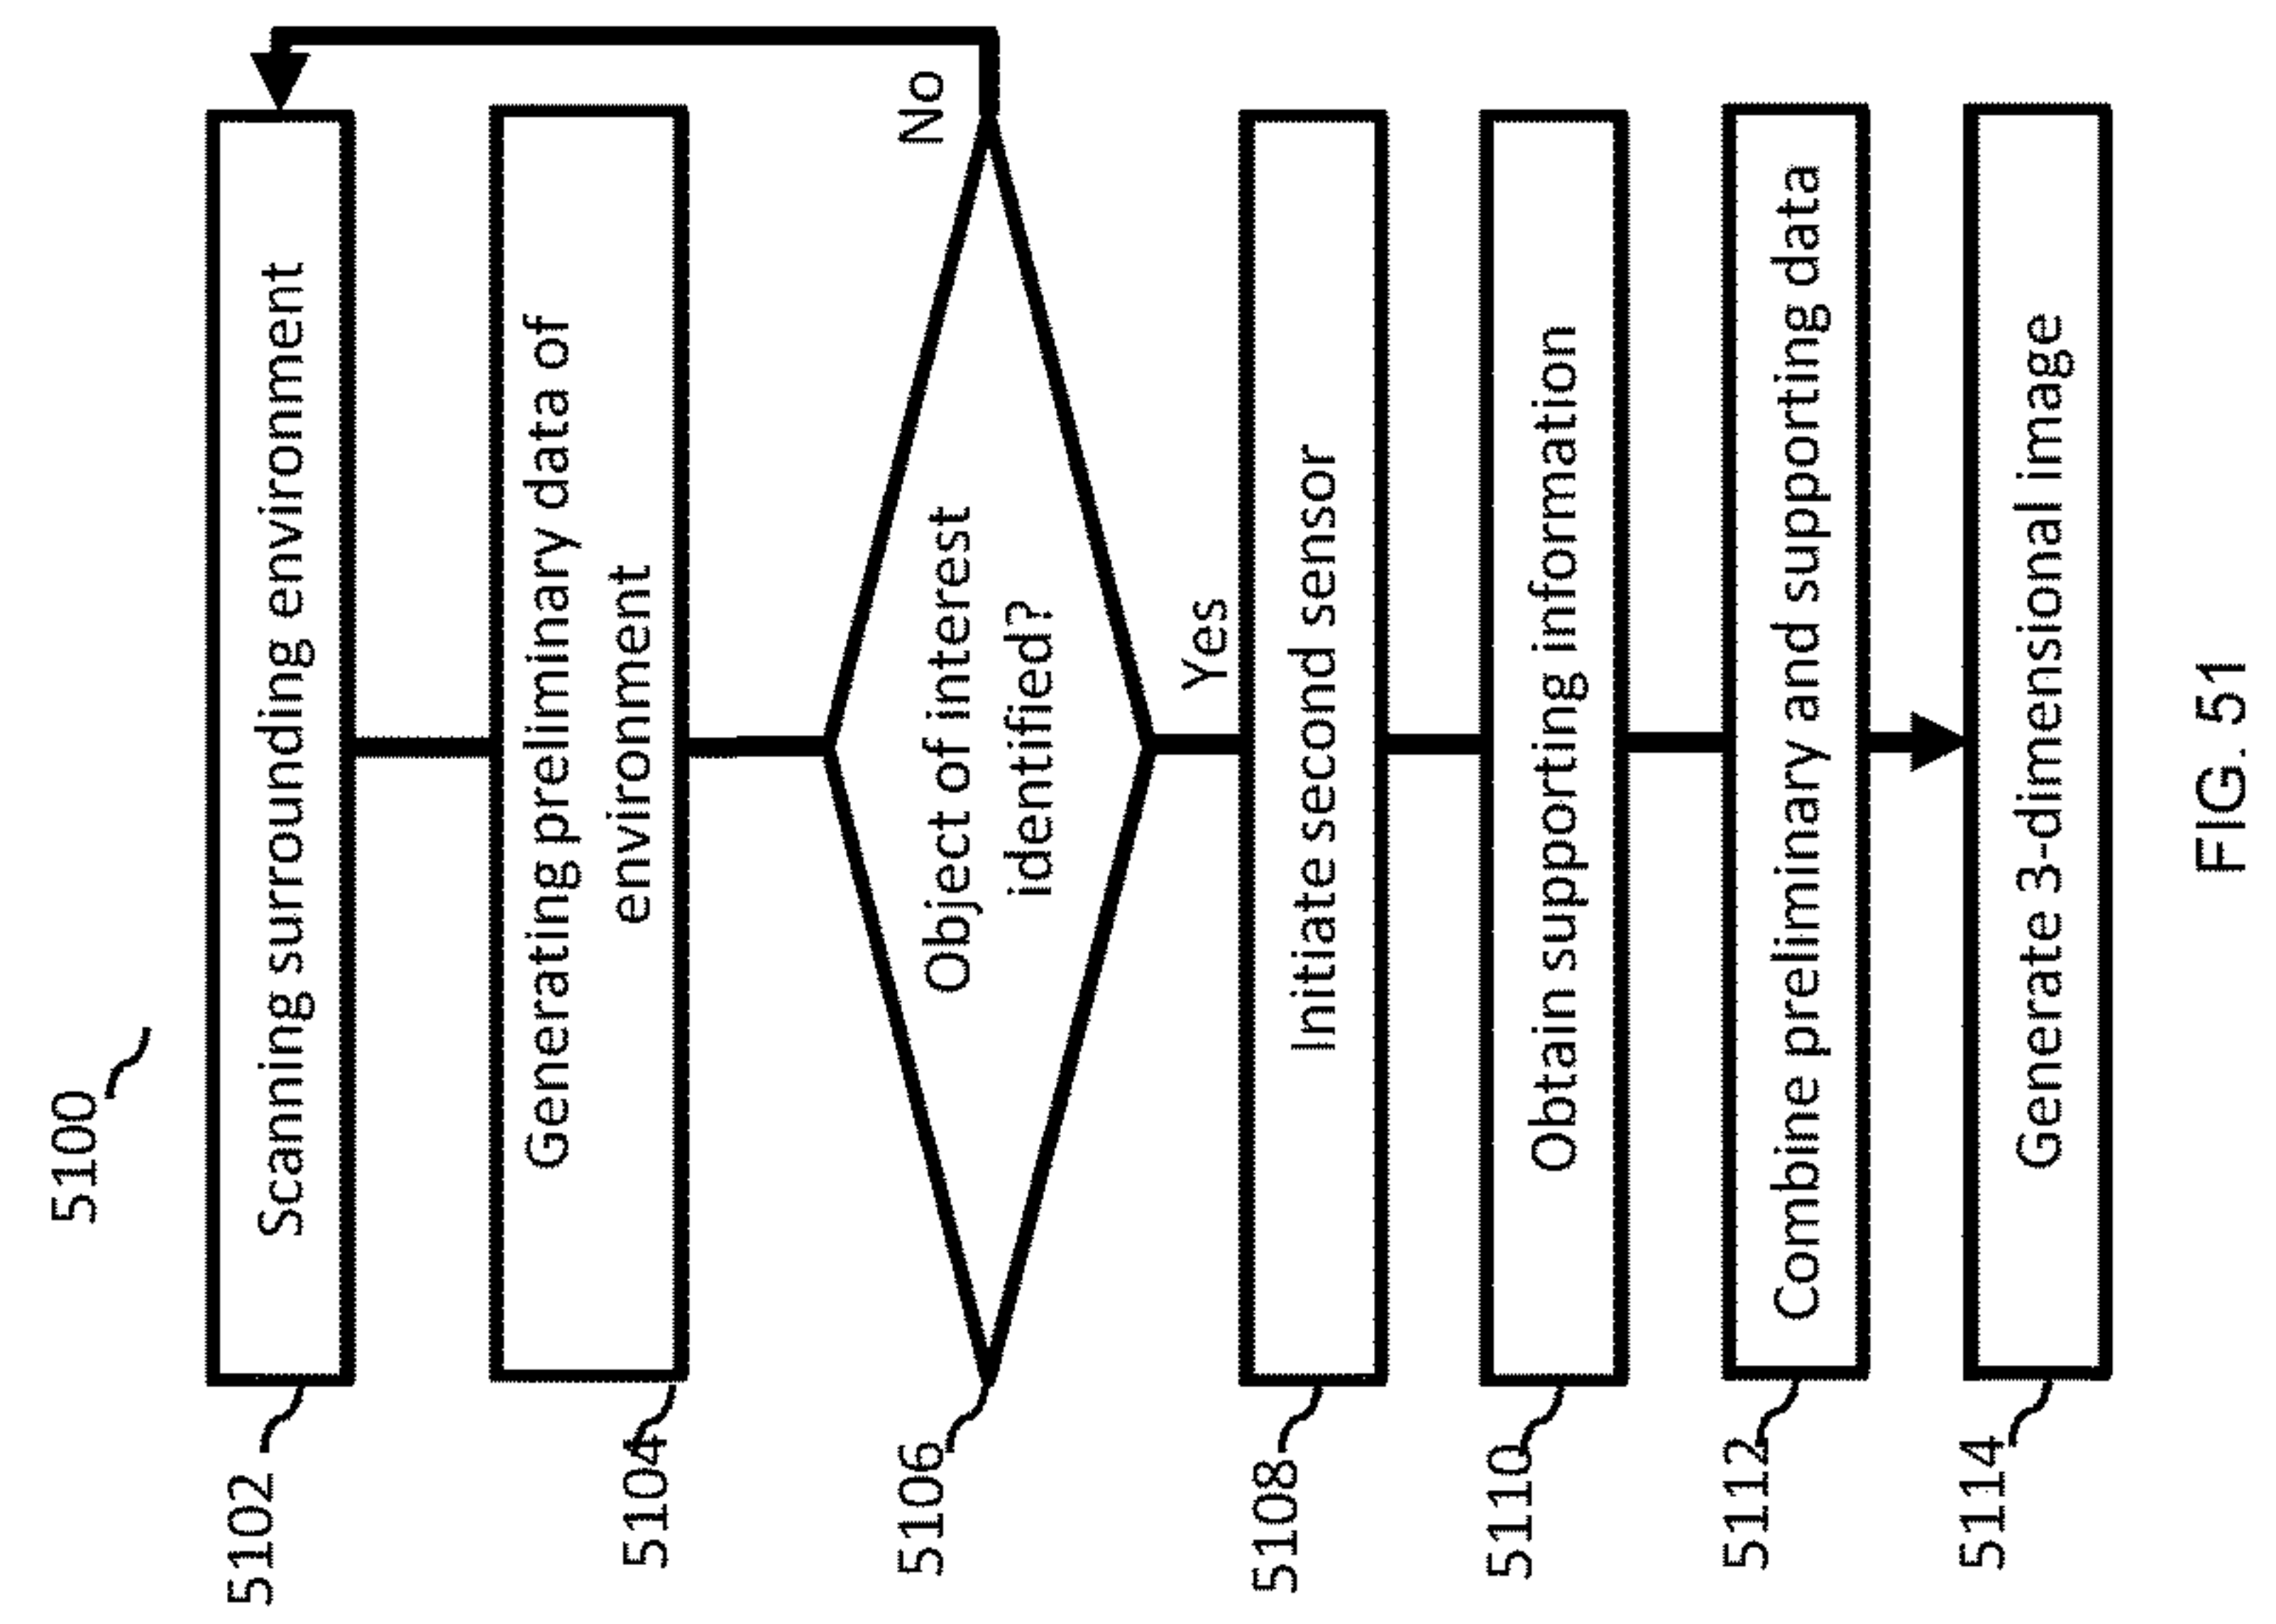 5100
5102
Scanning surrounding environment
5104
Generating preliminary data of
environment
5106
Object of interest
identified?
No
Yes
5108
Initiate second sensor
5110
Obtain supporting information
5112
Combine preliminary and supporting data
5114
Generate 3-dimensional image
FIG. 51